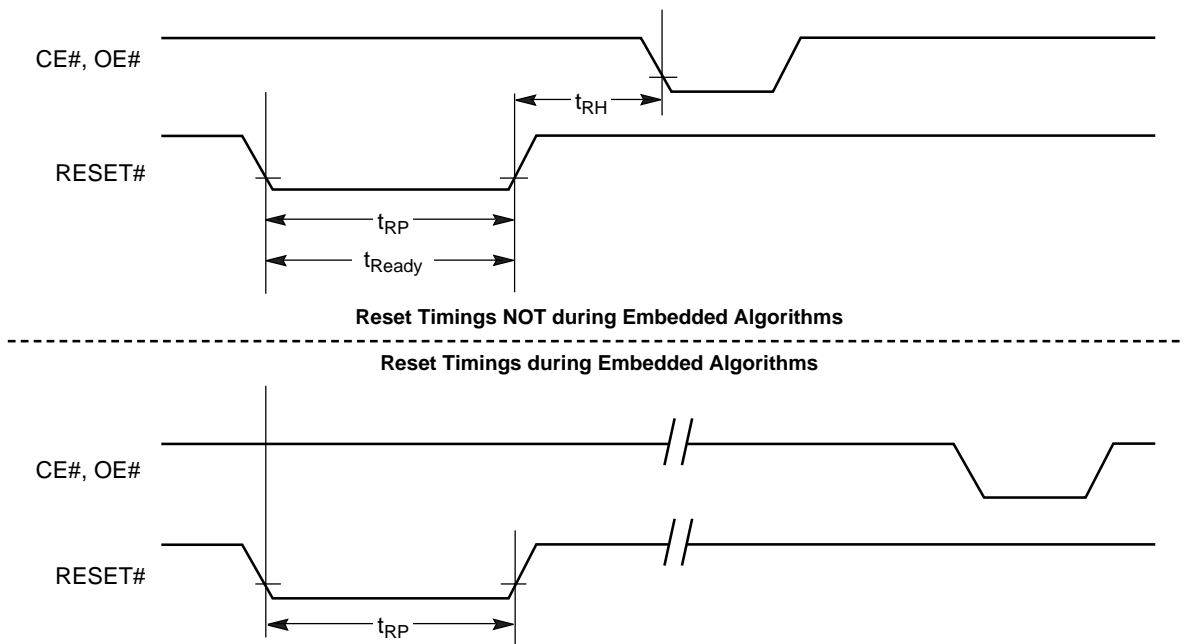 CE#, OE#
tRH
RESET#
tRP
tReady
Reset Timings NOT during Embedded Algorithms
Reset Timings during Embedded Algorithms
CE#, OE#
RESET#
tRP